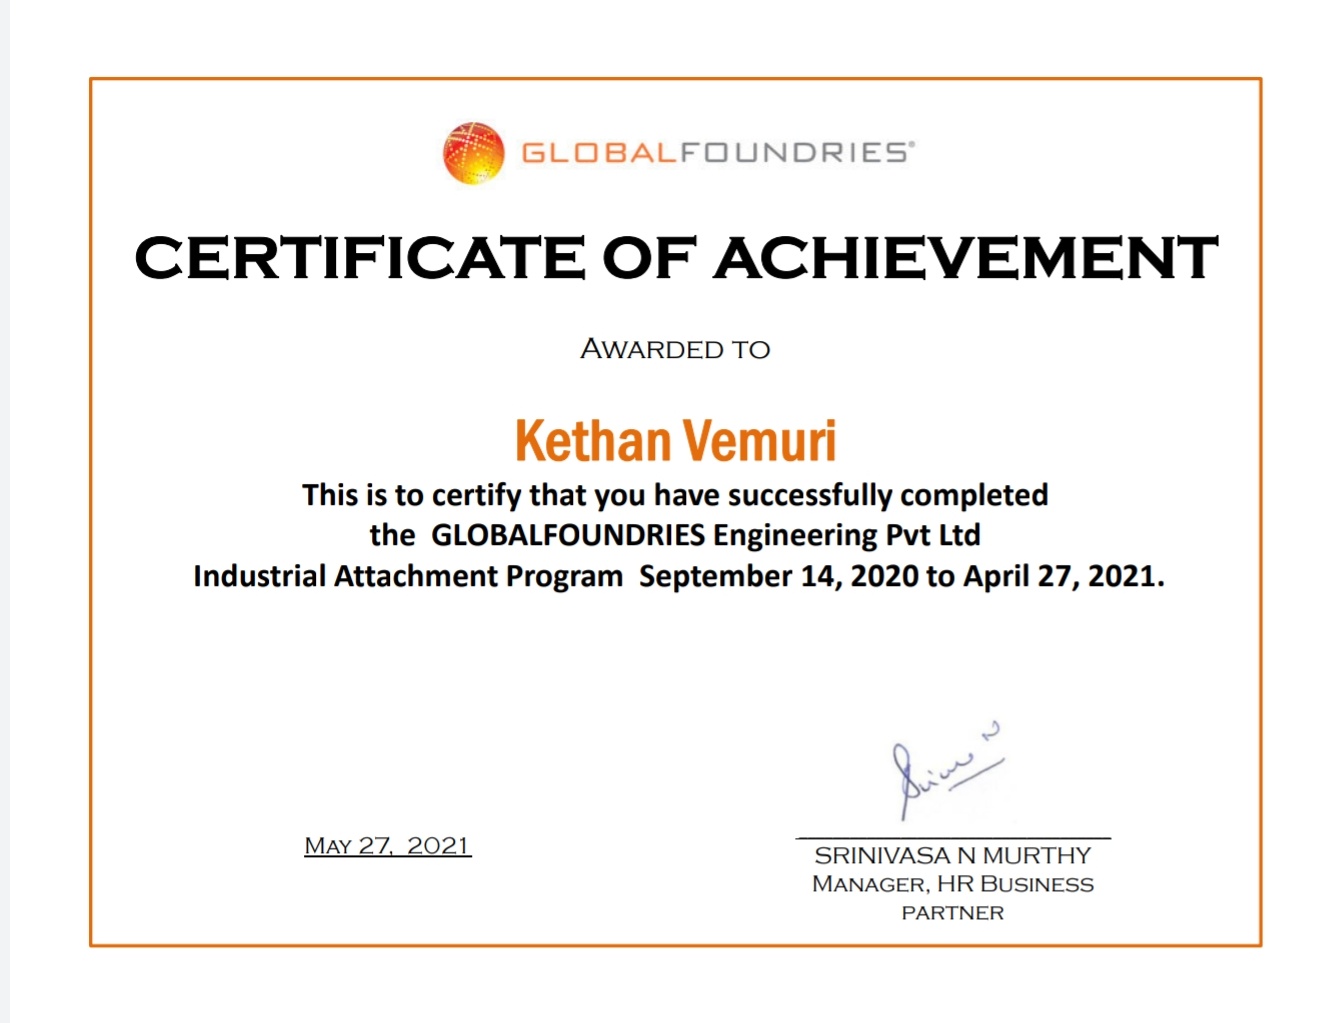 GLOBALFOUNDRIES®
CERTIFICATE OF ACHIEVEMENT
AWARDED TO
Kethan Vemuri
This is to certify that you have successfully completed
the GLOBALFOUNDRIES Engineering Pvt Ltd
Industrial Attachment Program September 14, 2020 to April 27, 2021.
Srinivasa N
MAY 27, 2021
SRINIVASA N MURTHY
MANAGER, HR BUSINESS
PARTNER